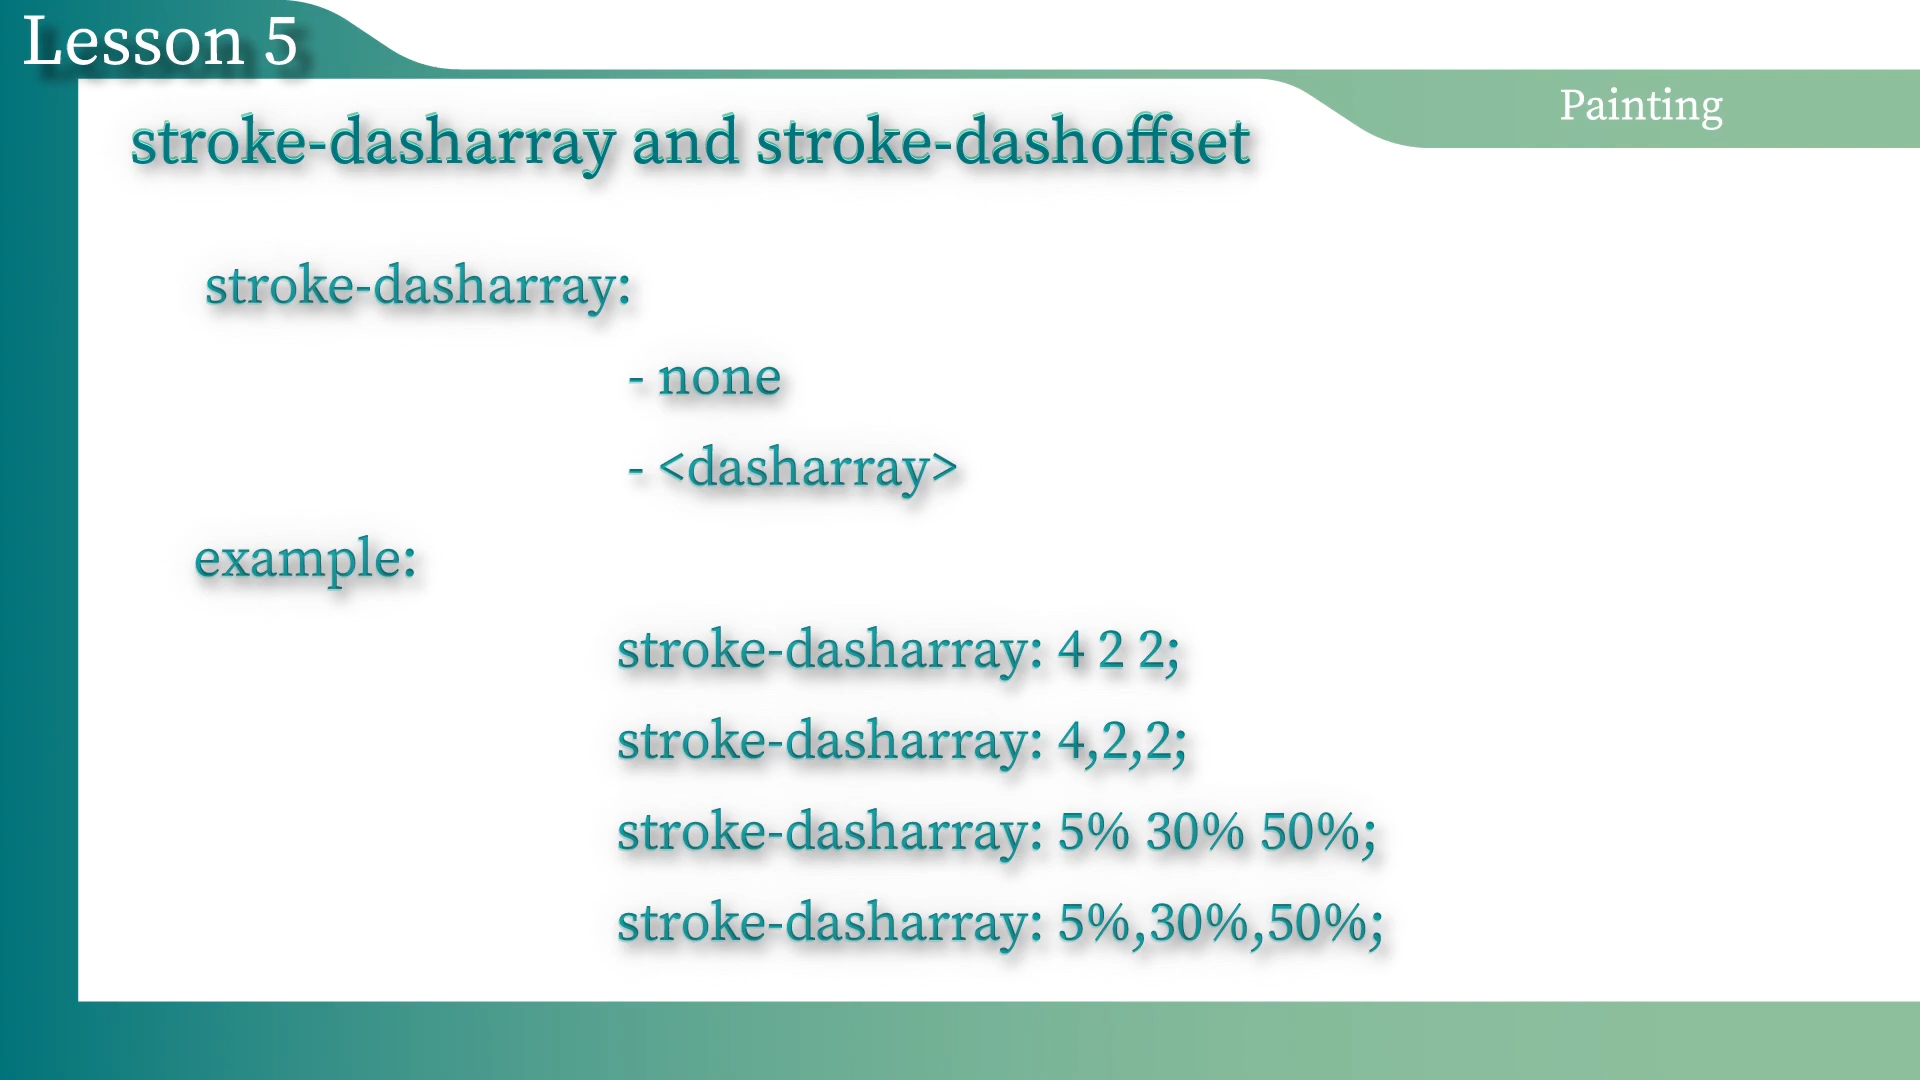 Lesson 5
Painting
stroke-dasharray and stroke-dashoffset
stroke-dasharray:
- none
- <dasharray>
example:
stroke-dasharray: 4 2 2;
stroke-dasharray: 4,2,2;
stroke-dasharray: 5% 30% 50%;
stroke-dasharray: 5%,30%,50%;